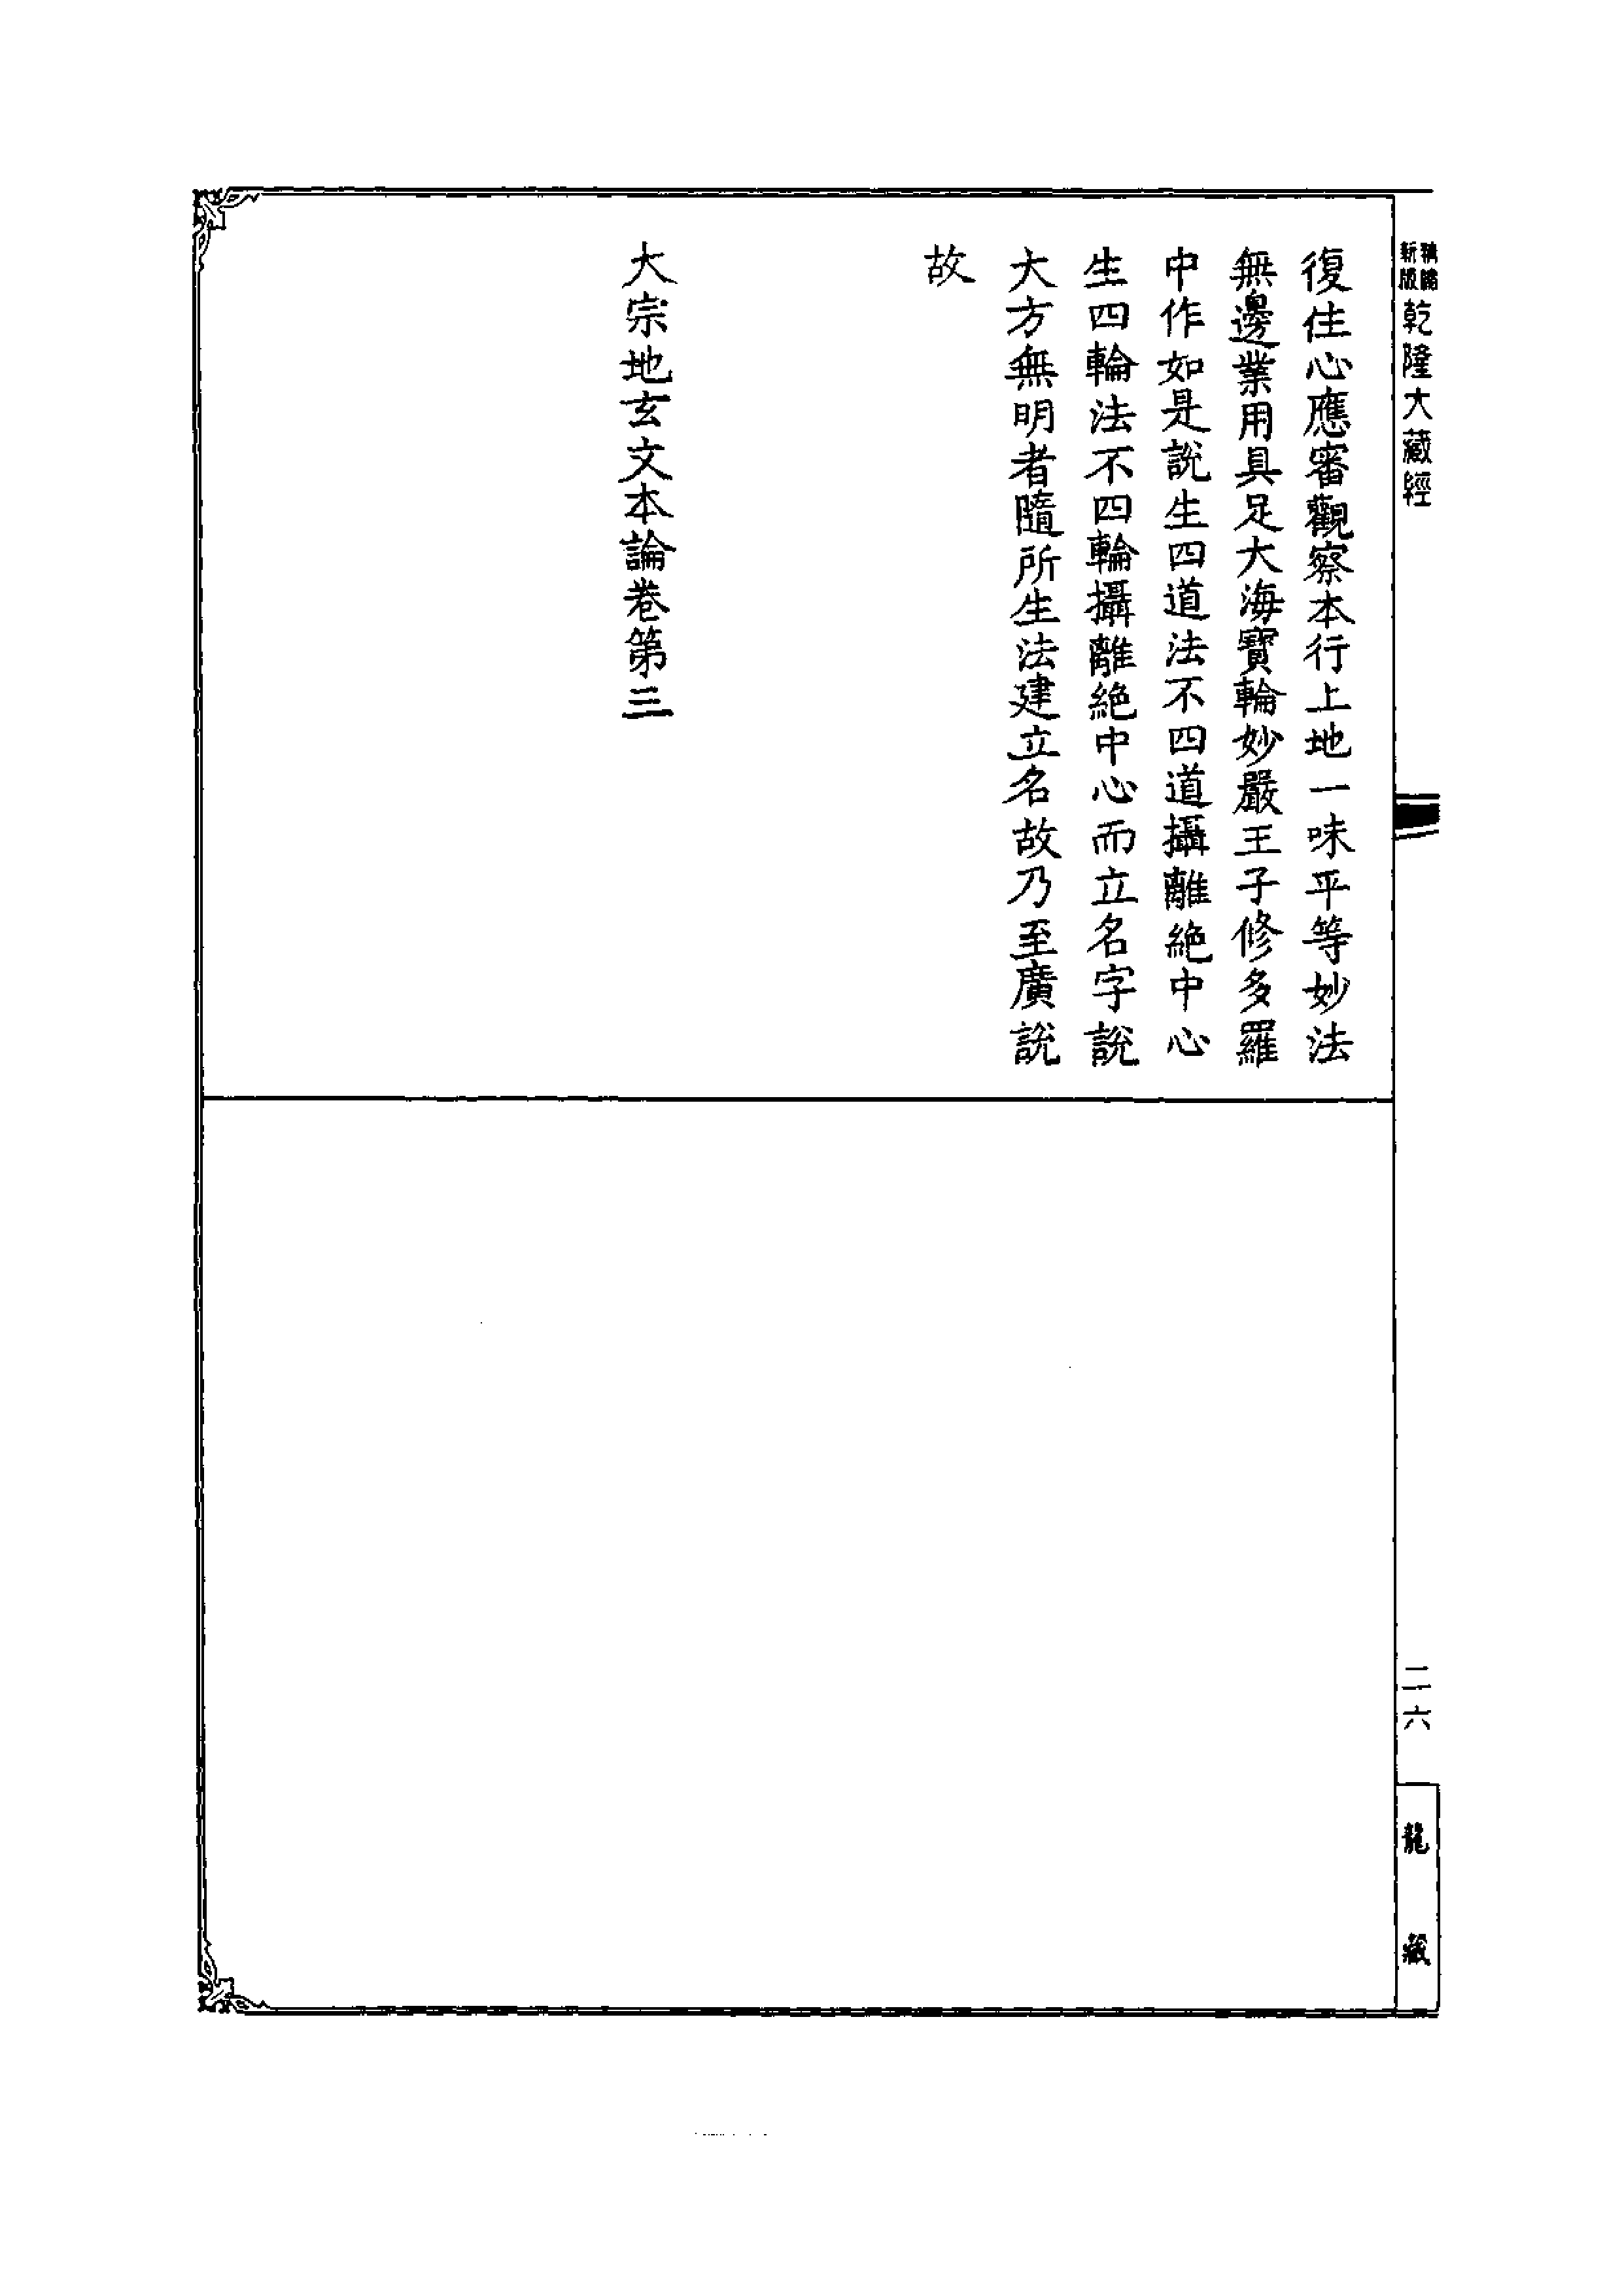 精縮新版乾隆大藏經
二六
龍藏
復住心應審觀察本行上地一味平等妙法
無邊業用具足大海寶輪妙嚴王子修多羅
中作如是說生四道法不四道攝離絶中心
生四輪法不四輪攝離絶中心而立名字說
大方無明者隨所生法建立名故乃至廣說
故
大宗地玄文本論卷第三